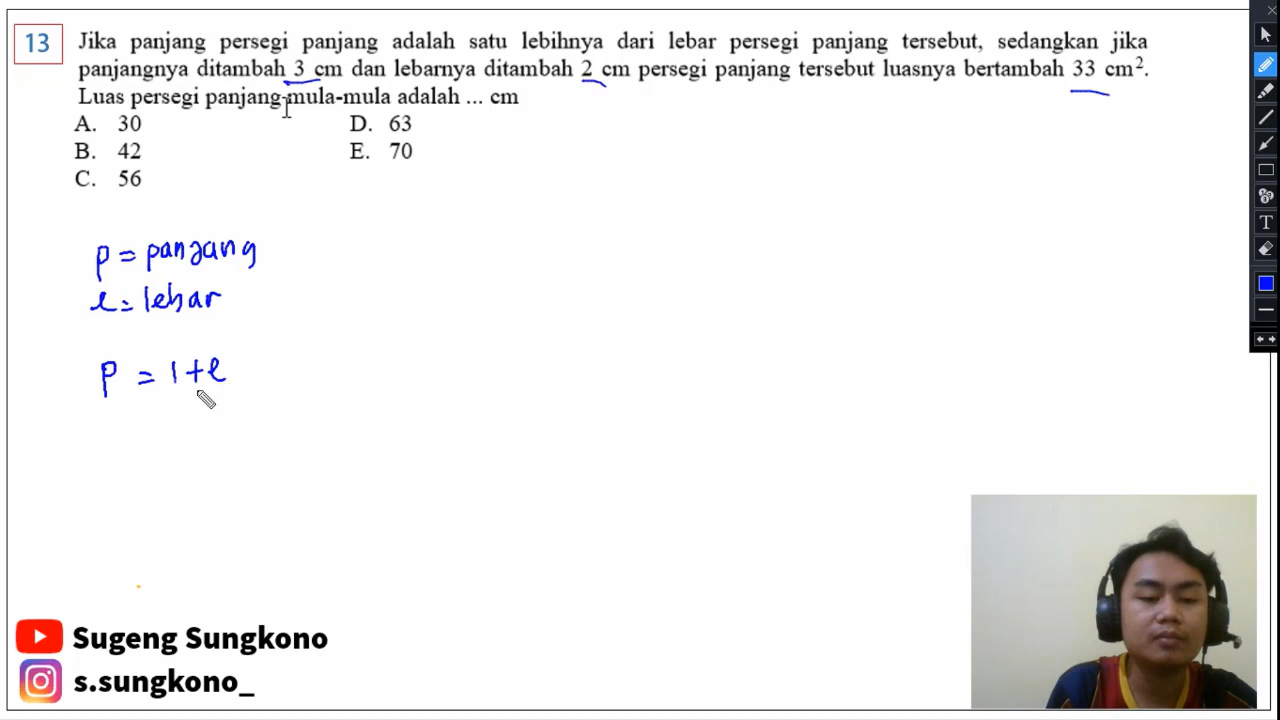 13
Jika panjang persegi panjang adalah satu lebihnya dari lebar persegi panjang tersebut, sedangkan jika
panjangnya ditambah 3 cm dan lebarnya ditambah 2 cm persegi panjang tersebut luasnya bertambah 33 cm².
Luas persegi panjang mula-mula adalah ... cm
A. 30
B. 42
C. 56
D. 63
E. 70
p = panjang
l = lebar
P = 1+l
T
Sugeng Sungkono
s.sungkono_